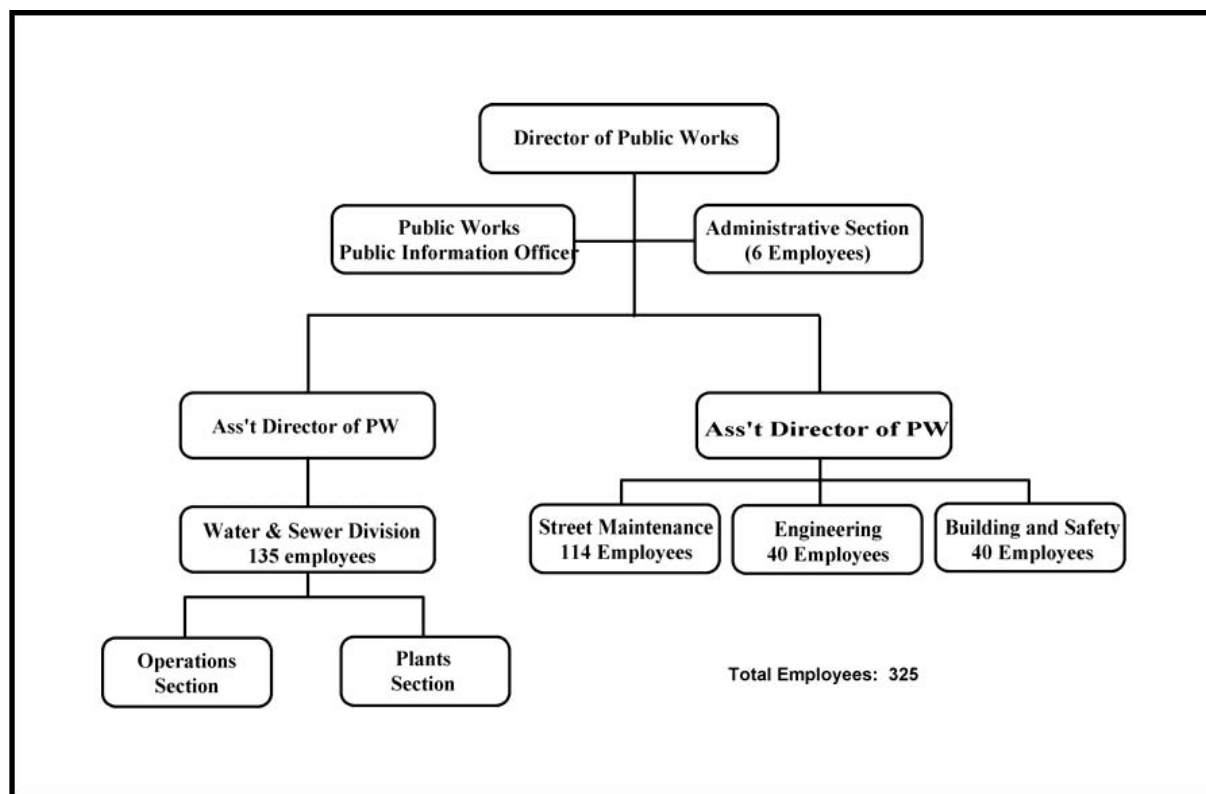 Director of Public Works
Public Works
Public Information Officer
Administrative Section
(6 Employees)
Ass't Director of PW
Ass't Director of PW
Water & Sewer Division
135 employees
Street Maintenance
114 Employees
Engineering
40 Employees
Building and Safety
40 Employees
Operations
Section
Plants
Section
Total Employees: 325